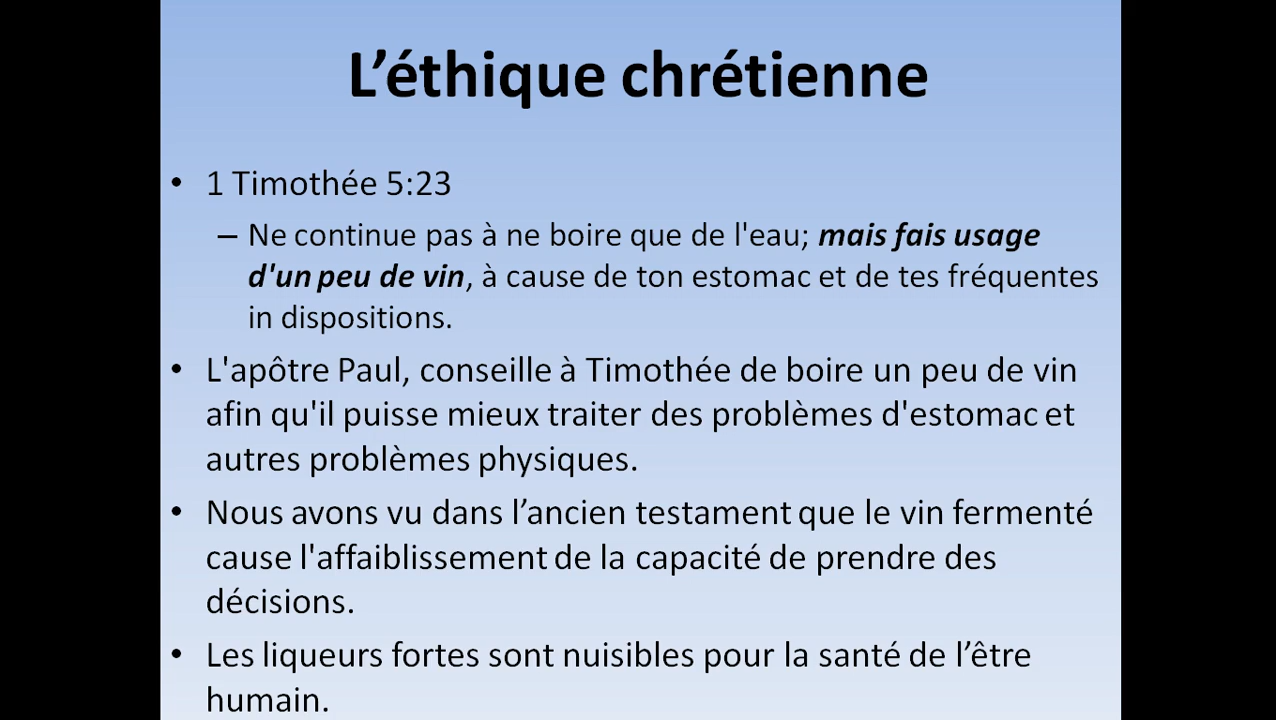 L’éthique chrétienne
• 1 Timothée 5:23
– Ne continue pas à ne boire que de l'eau; mais fais usage
d'un peu de vin, à cause de ton estomac et de tes fréquentes
in dispositions.
• L'apôtre Paul, conseille à Timothée de boire un peu de vin
afin qu'il puisse mieux traiter des problèmes d'estomac et
autres problèmes physiques.
• Nous avons vu dans l’ancien testament que le vin fermenté
cause l'affaiblissement de la capacité de prendre des
décisions.
• Les liqueurs fortes sont nuisibles pour la santé de l’être
humain.